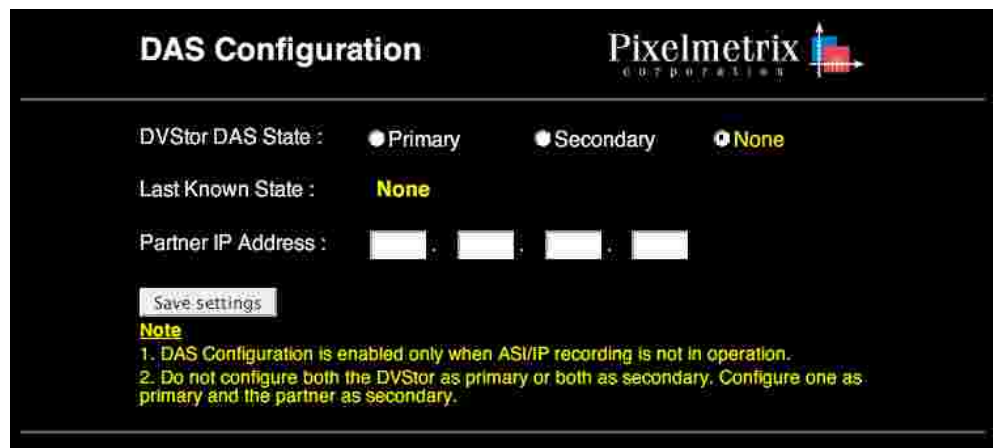 DAS Configuration
Pixelmetrix
corporation
DVStor DAS State : Primary Secondary None
Last Known State : None
Partner IP Address : . . .
Save settings
Note
1. DAS Configuration is enabled only when ASI/IP recording is not in operation.
2. Do not configure both the DVStor as primary or both as secondary. Configure one as
primary and the partner as secondary.